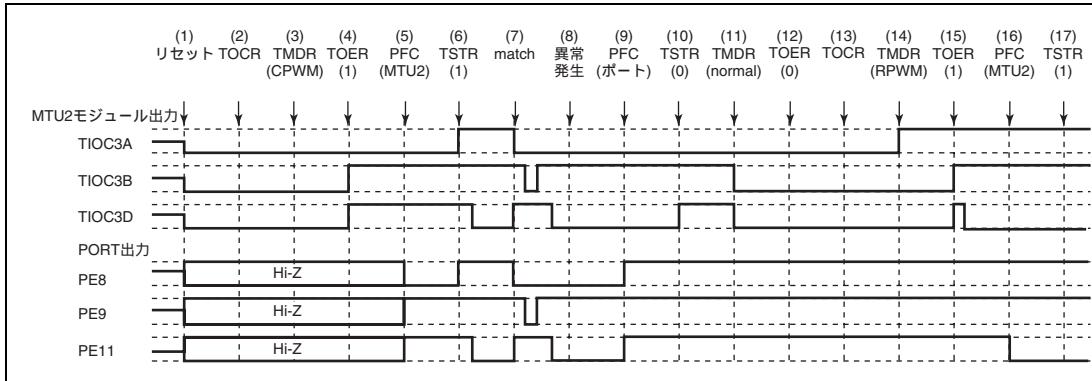 (1) (2) (3) (4) (5) (6) (7) (8) (9) (10) (11) (12) (13) (14) (15) (16) (17)
リセット TOCR TMDR TOER PFC TSTR match 異常 PFC TSTR TMDR TOER TOCR TMDR TOER PFC TSTR
(CPWM) (1) (MTU2) (1) 発生 (ポート) (0) (normal) (0) (RPWM) (1) (MTU2) (1)
MTU2モジュール出力
TIOC3A
TIOC3B
TIOC3D
PORT出力
PE8 Hi-Z
PE9 Hi-Z
PE11 Hi-Z